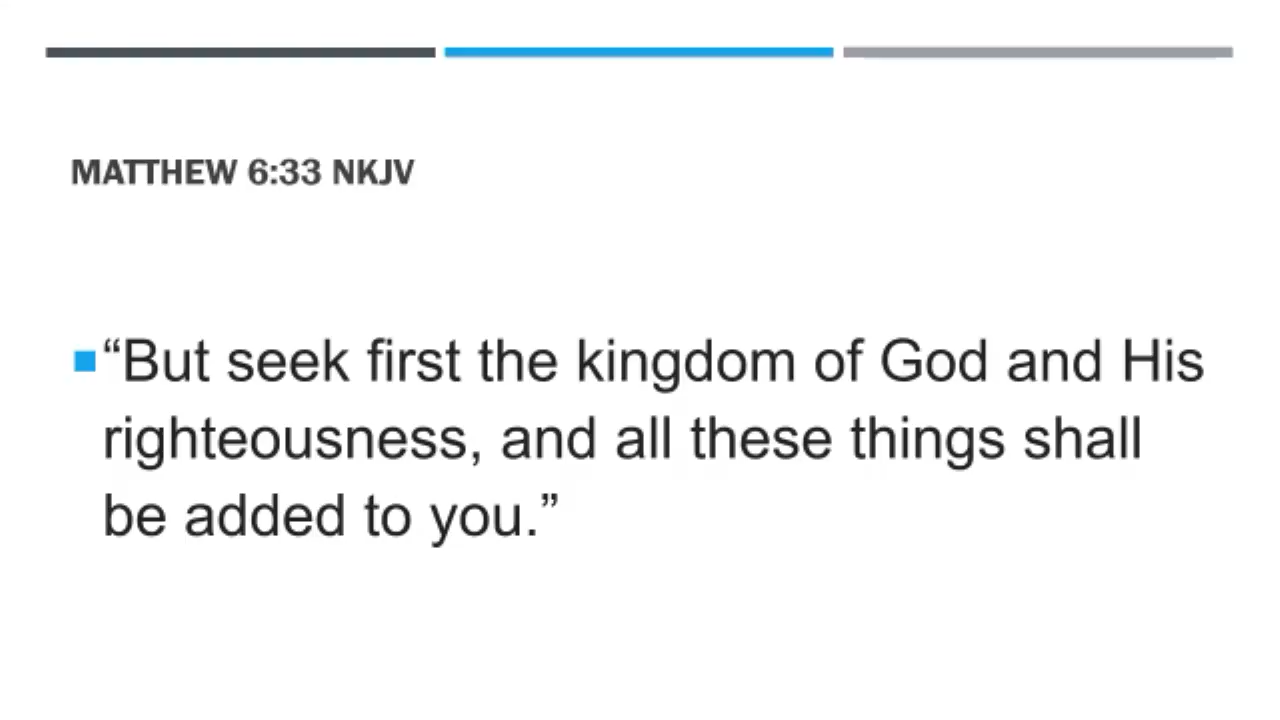 MATTHEW 6:33 NKJV
“But seek first the kingdom of God and His
righteousness, and all these things shall
be added to you.”